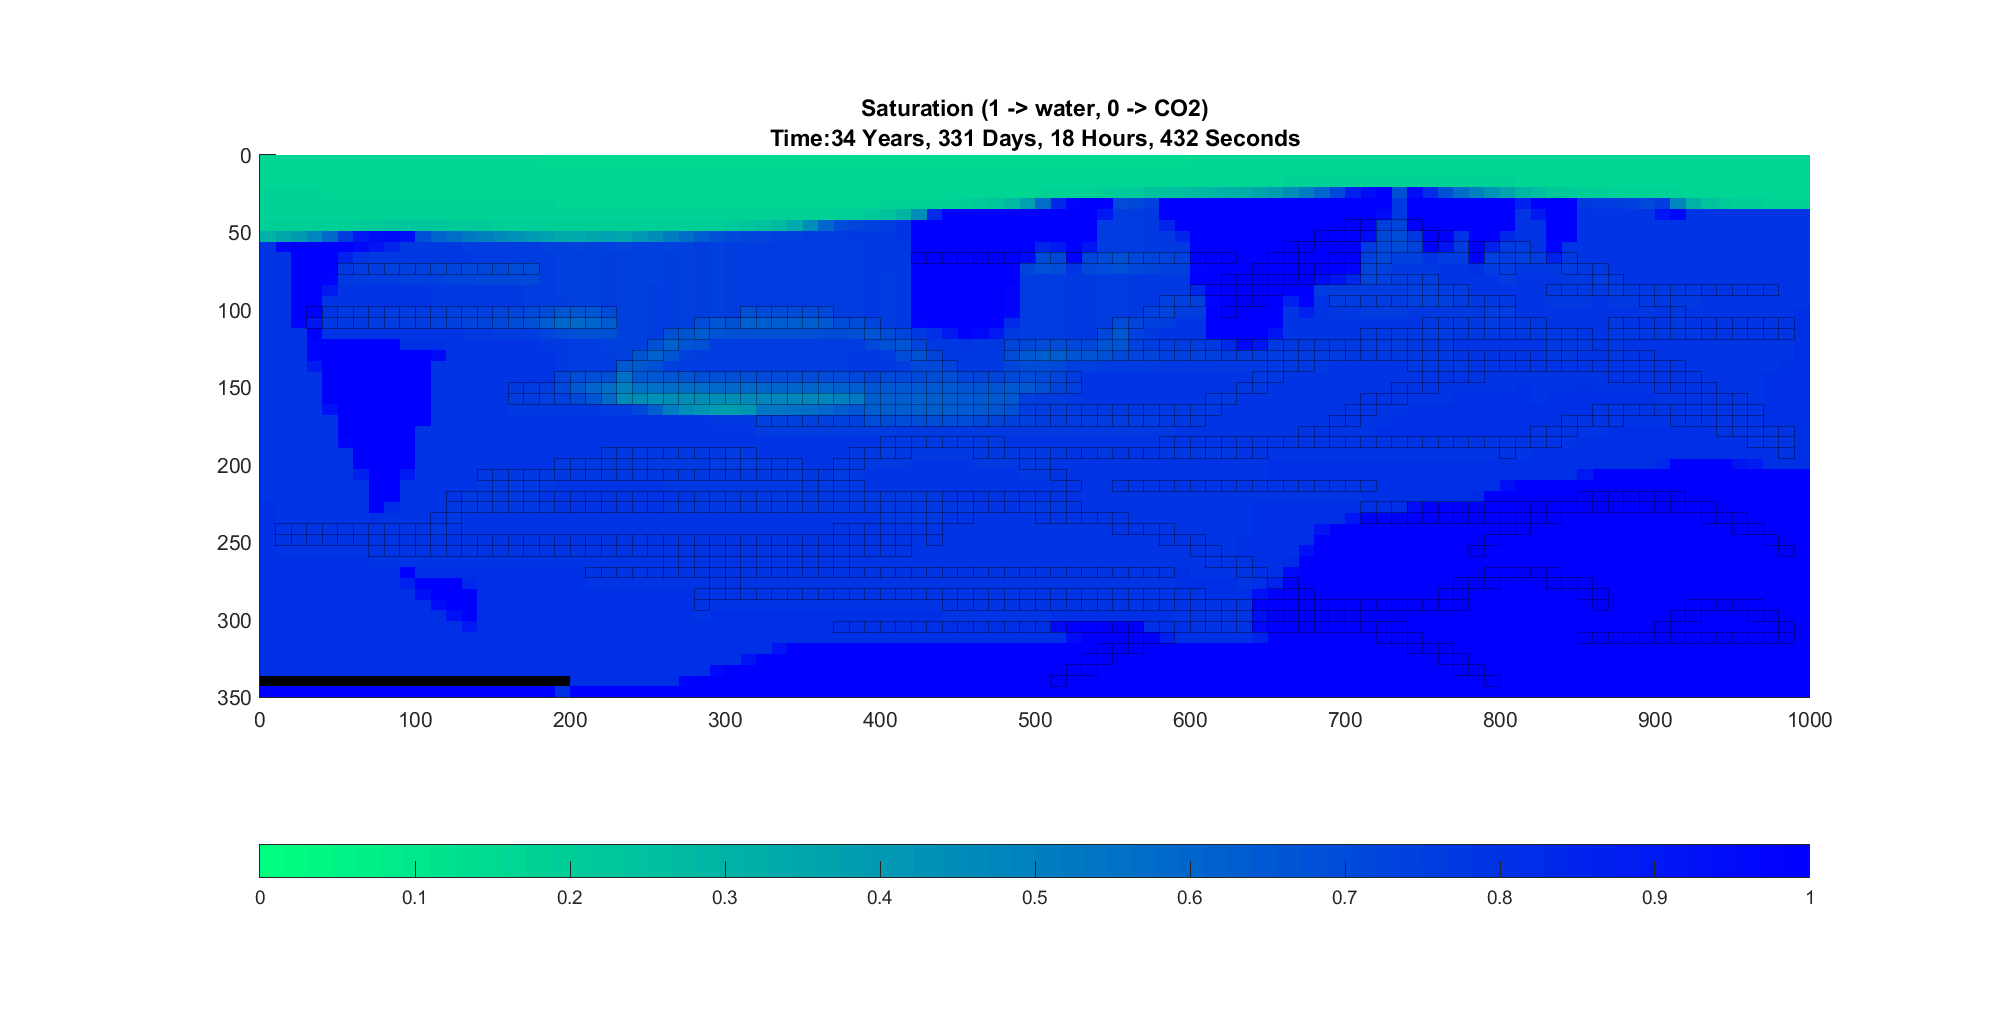 Saturation (1 -> water, 0 -> CO2)
Time:34 Years, 331 Days, 18 Hours, 432 Seconds
0
50
100
150
200
250
300
350
0 100 200 300 400 500 600 700 800 900 1000
0 0.1 0.2 0.3 0.4 0.5 0.6 0.7 0.8 0.9 1